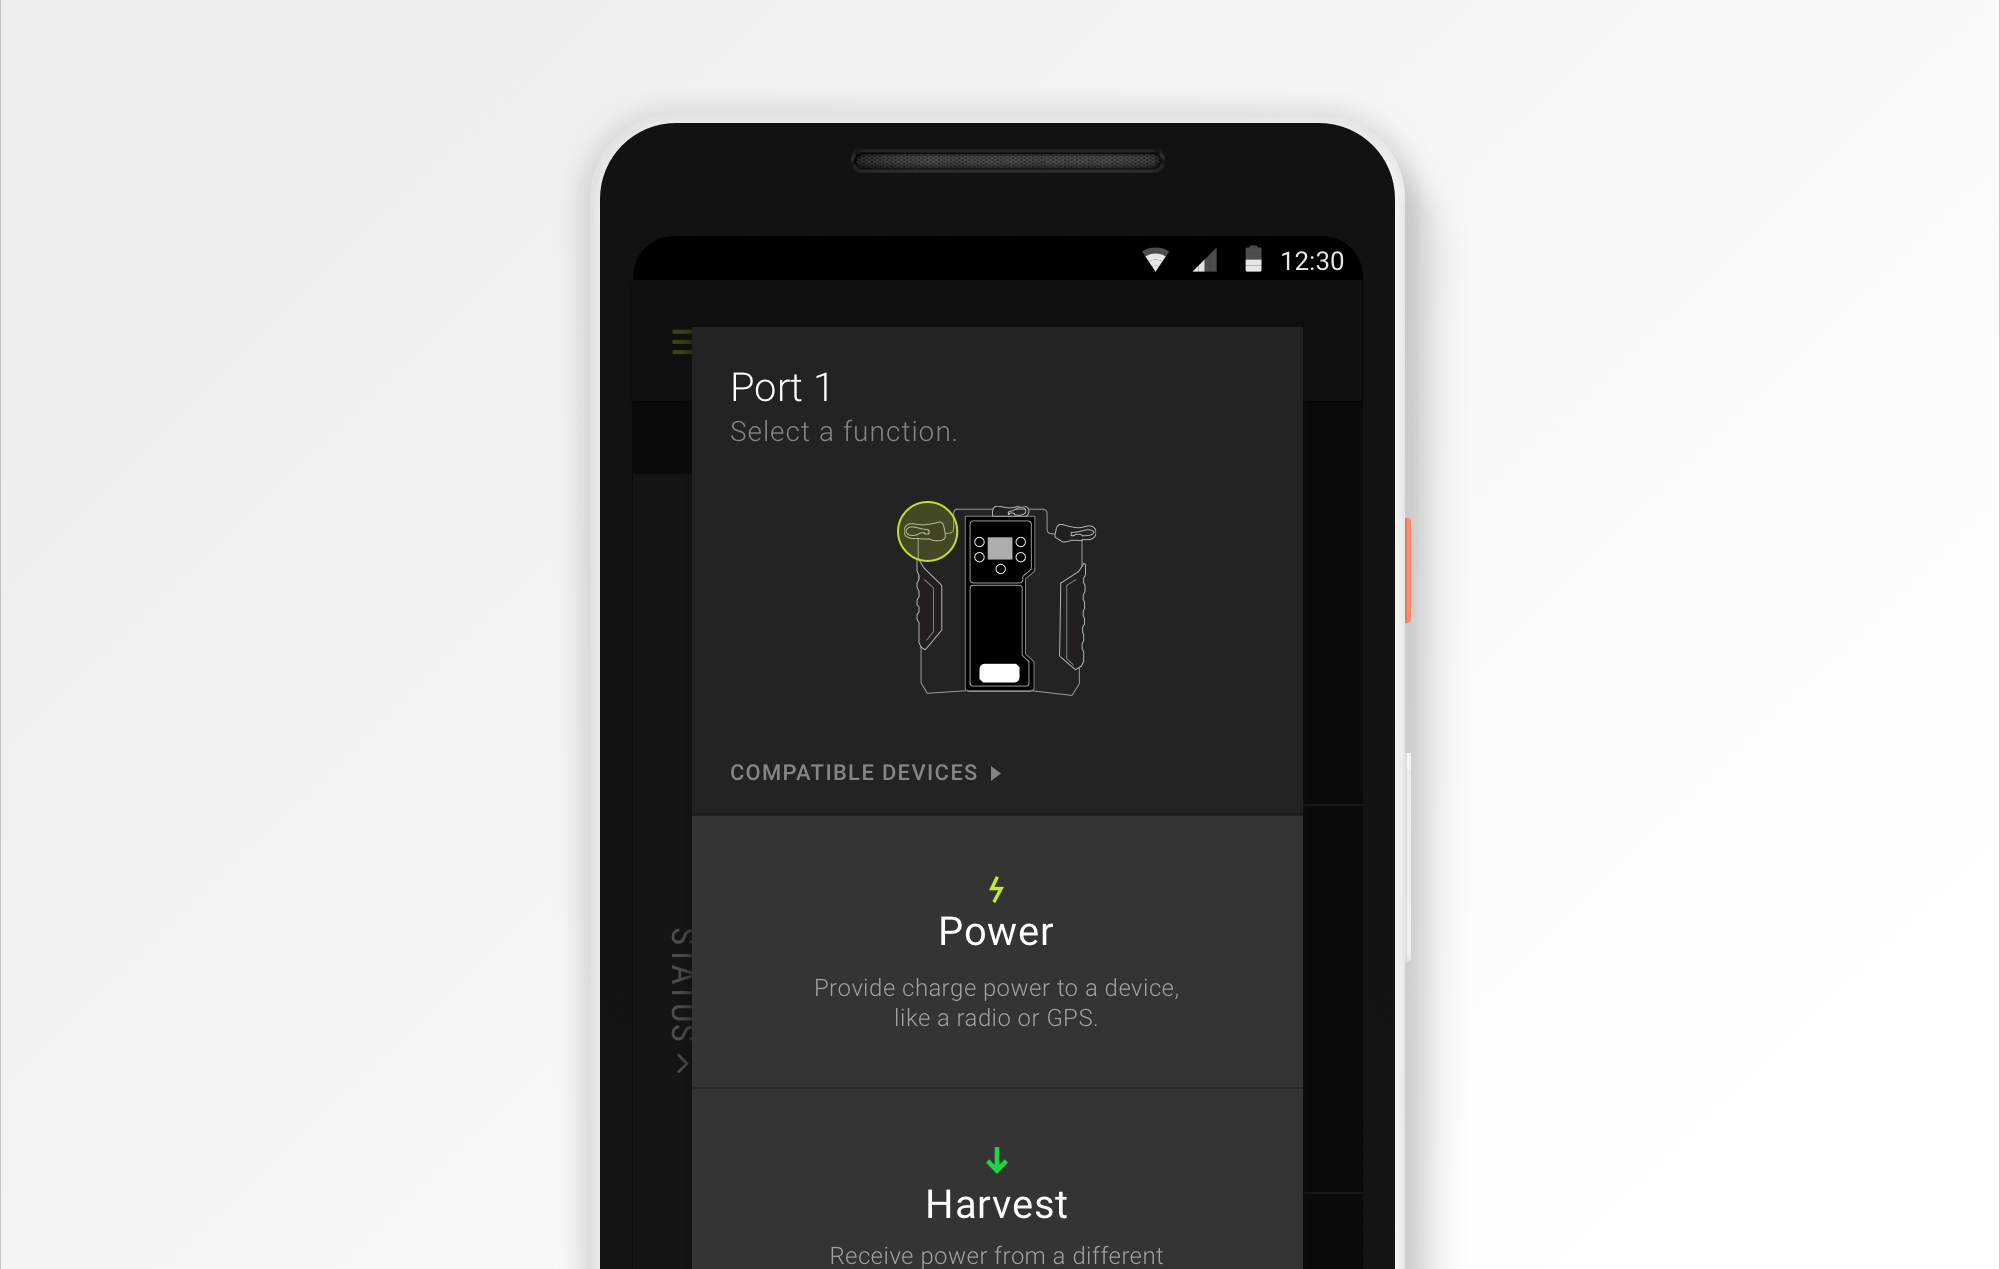 12:30
Port 1
Select a function.
COMPATIBLE DEVICES
Power
Provide charge power to a device,
like a radio or GPS.
STATUS
Harvest
Receive power from a different